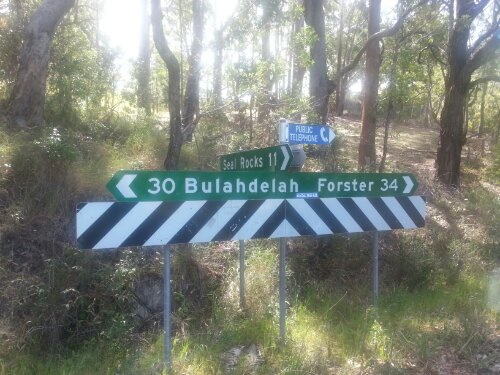 PUBLIC
TELEPHONE
Seal Rocks 11
30 Bulahdelah Forster 34